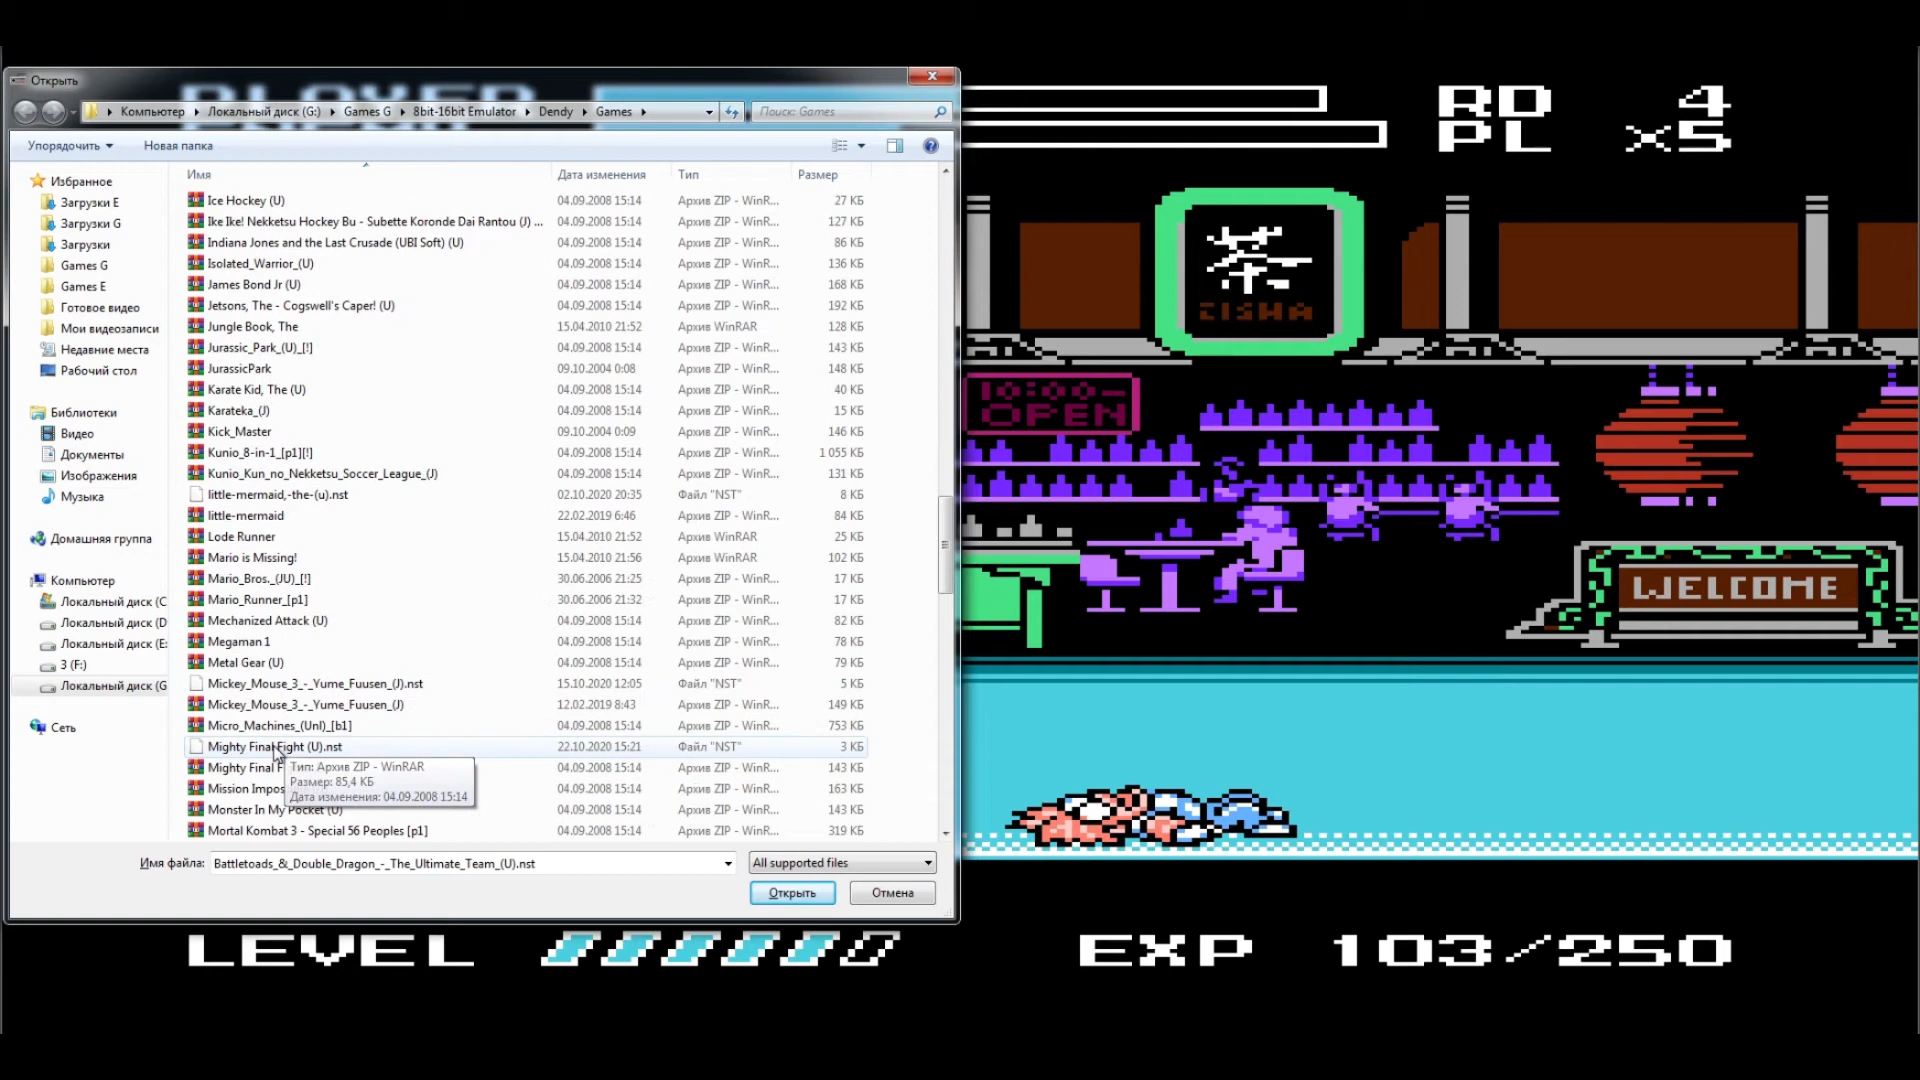 Открыть
Компьютер ▸ Локальный диск (G:) ▸ Games G ▸ 8bit-16bit Emulator ▸ Dendy ▸ Games ▸
Поиск: Games
Упорядочить
Новая папка
Имя Дата изменения Тип Размер
Избранное
Загрузки E
Загрузки G
Загрузки
Games G
Games E
Готовое видео
Мои видеозаписи
Недавние места
Рабочий стол
Библиотеки
Видео
Документы
Изображения
Музыка
Домашняя группа
Компьютер
Локальный диск (C
Локальный диск (D
Локальный диск (E:
3 (F:)
Локальный диск (G
Сеть
Ice Hockey (U) 04.09.2008 15:14 Архив ZIP - WinR... 27 КБ
Ike Ike! Nekketsu Hockey Bu - Subette Koronde Dai Rantou (J) ... 04.09.2008 15:14 Архив ZIP - WinR... 127 КБ
Indiana Jones and the Last Crusade (UBI Soft) (U) 04.09.2008 15:14 Архив ZIP - WinR... 86 КБ
Isolated_Warrior_(U) 04.09.2008 15:14 Архив ZIP - WinR... 136 КБ
James Bond Jr (U) 04.09.2008 15:14 Архив ZIP - WinR... 168 КБ
Jetsons, The - Cogswell's Caper! (U) 04.09.2008 15:14 Архив ZIP - WinR... 192 КБ
Jungle Book, The 15.04.2010 21:52 Архив WinRAR 128 КБ
Jurassic_Park_(U)_[!] 04.09.2008 15:14 Архив ZIP - WinR... 143 КБ
JurassicPark 09.10.2004 0:08 Архив ZIP - WinR... 148 КБ
Karate Kid, The (U) 04.09.2008 15:14 Архив ZIP - WinR... 40 КБ
Karateka_(J) 04.09.2008 15:14 Архив ZIP - WinR... 15 КБ
Kick_Master 09.10.2004 0:09 Архив ZIP - WinR... 146 КБ
Kunio_8-in-1_[p1][!] 04.09.2008 15:14 Архив ZIP - WinR... 1 055 КБ
Kunio_Kun_no_Nekketsu_Soccer_League_(J) 04.09.2008 15:14 Архив ZIP - WinR... 131 КБ
little-mermaid,-the-(u).nst 02.10.2020 20:35 Файл "NST" 8 КБ
little-mermaid 22.02.2019 6:46 Архив ZIP - WinR... 84 КБ
Lode Runner 15.04.2010 21:52 Архив WinRAR 25 КБ
Mario is Missing! 15.04.2010 21:56 Архив WinRAR 102 КБ
Mario_Bros._(JU)_[!] 30.06.2006 21:25 Архив ZIP - WinR... 17 КБ
Mario_Runner_[p1] 30.06.2006 21:32 Архив ZIP - WinR... 17 КБ
Mechanized Attack (U) 04.09.2008 15:14 Архив ZIP - WinR... 82 КБ
Megaman 1 04.09.2008 15:14 Архив ZIP - WinR... 78 КБ
Metal Gear (U) 04.09.2008 15:14 Архив ZIP - WinR... 79 КБ
Mickey_Mouse_3_-_Yume_Fuusen_(J).nst 15.10.2020 12:05 Файл "NST" 5 КБ
Mickey_Mouse_3_-_Yume_Fuusen_(J) 12.02.2019 8:43 Архив ZIP - WinR... 149 КБ
Micro_Machines_(Unl)_[b1] 04.09.2008 15:14 Архив ZIP - WinR... 753 КБ
Mighty Final Fight (U).nst 22.10.2020 15:21 Файл "NST" 3 КБ
Mighty Final F 04.09.2008 15:14 Архив ZIP - WinR... 143 КБ
Mission Impos 04.09.2008 15:14 Архив ZIP - WinR... 163 КБ
Monster In My Pocket (U) 04.09.2008 15:14 Архив ZIP - WinR... 143 КБ
Mortal Kombat 3 - Special 56 Peoples [p1] 04.09.2008 15:14 Архив ZIP - WinR... 319 КБ
Тип: Архив ZIP - WinRAR
Размер: 85,4 КБ
Дата изменения: 04.09.2008 15:14
Имя файла: Battletoads_&_Double_Dragon_-_The_Ultimate_Team_(U).nst
All supported files
Открыть
Отмена
PLAYER
RD 4
PL x5
茶
10:00-
OPEN
WELCOME
LEVEL
EXP 103/250